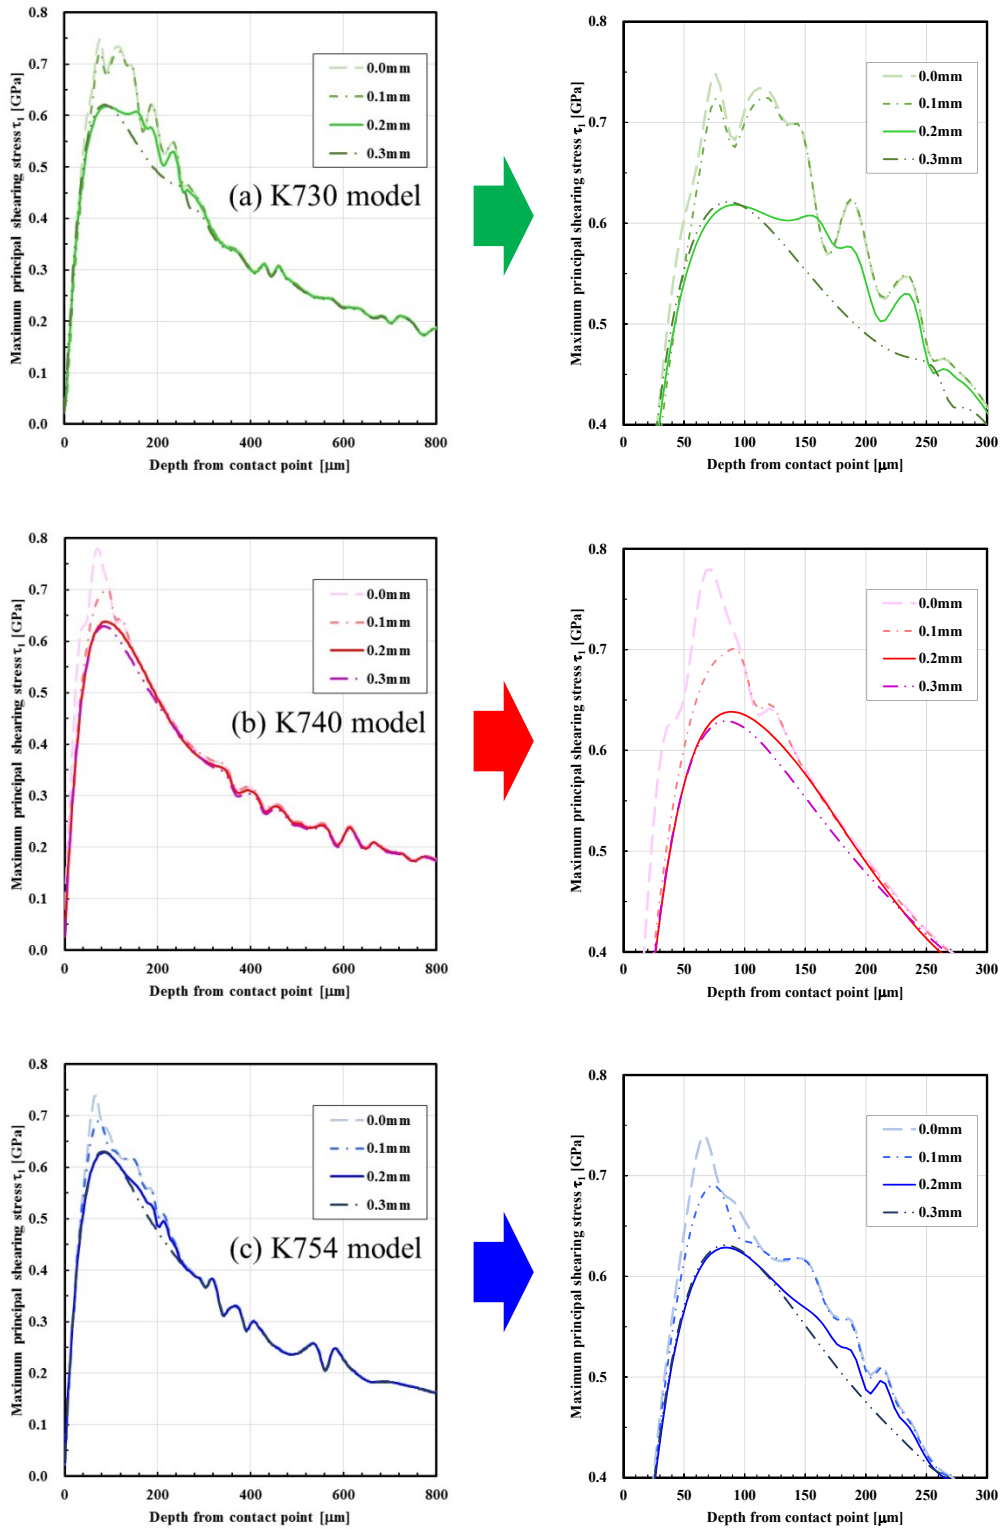 0.8
0.7
0.6
0.5
0.4
0.3
0.2
0.1
0.0
Maximum principal shearing stress τ1 [GPa]
0.0mm
0.1mm
0.2mm
0.3mm
(a) K730 model
0 200 400 600 800
Depth from contact point [μm]
0.8
0.7
0.6
0.5
0.4
Maximum principal shearing stress τ1 [GPa]
0.0mm
0.1mm
0.2mm
0.3mm
0 50 100 150 200 250 300
Depth from contact point [μm]
0.8
0.7
0.6
0.5
0.4
0.3
0.2
0.1
0.0
Maximum principal shearing stress τ1 [GPa]
0.0mm
0.1mm
0.2mm
0.3mm
(b) K740 model
0 200 400 600 800
Depth from contact point [μm]
0.8
0.7
0.6
0.5
0.4
Maximum principal shearing stress τ1 [GPa]
0.0mm
0.1mm
0.2mm
0.3mm
0 50 100 150 200 250 300
Depth from contact point [μm]
0.8
0.7
0.6
0.5
0.4
0.3
0.2
0.1
0.0
Maximum principal shearing stress τ1 [GPa]
0.0mm
0.1mm
0.2mm
0.3mm
(c) K754 model
0 200 400 600 800
Depth from contact point [μm]
0.8
0.7
0.6
0.5
0.4
Maximum principal shearing stress τ1 [GPa]
0.0mm
0.1mm
0.2mm
0.3mm
0 50 100 150 200 250 300
Depth from contact point [μm]